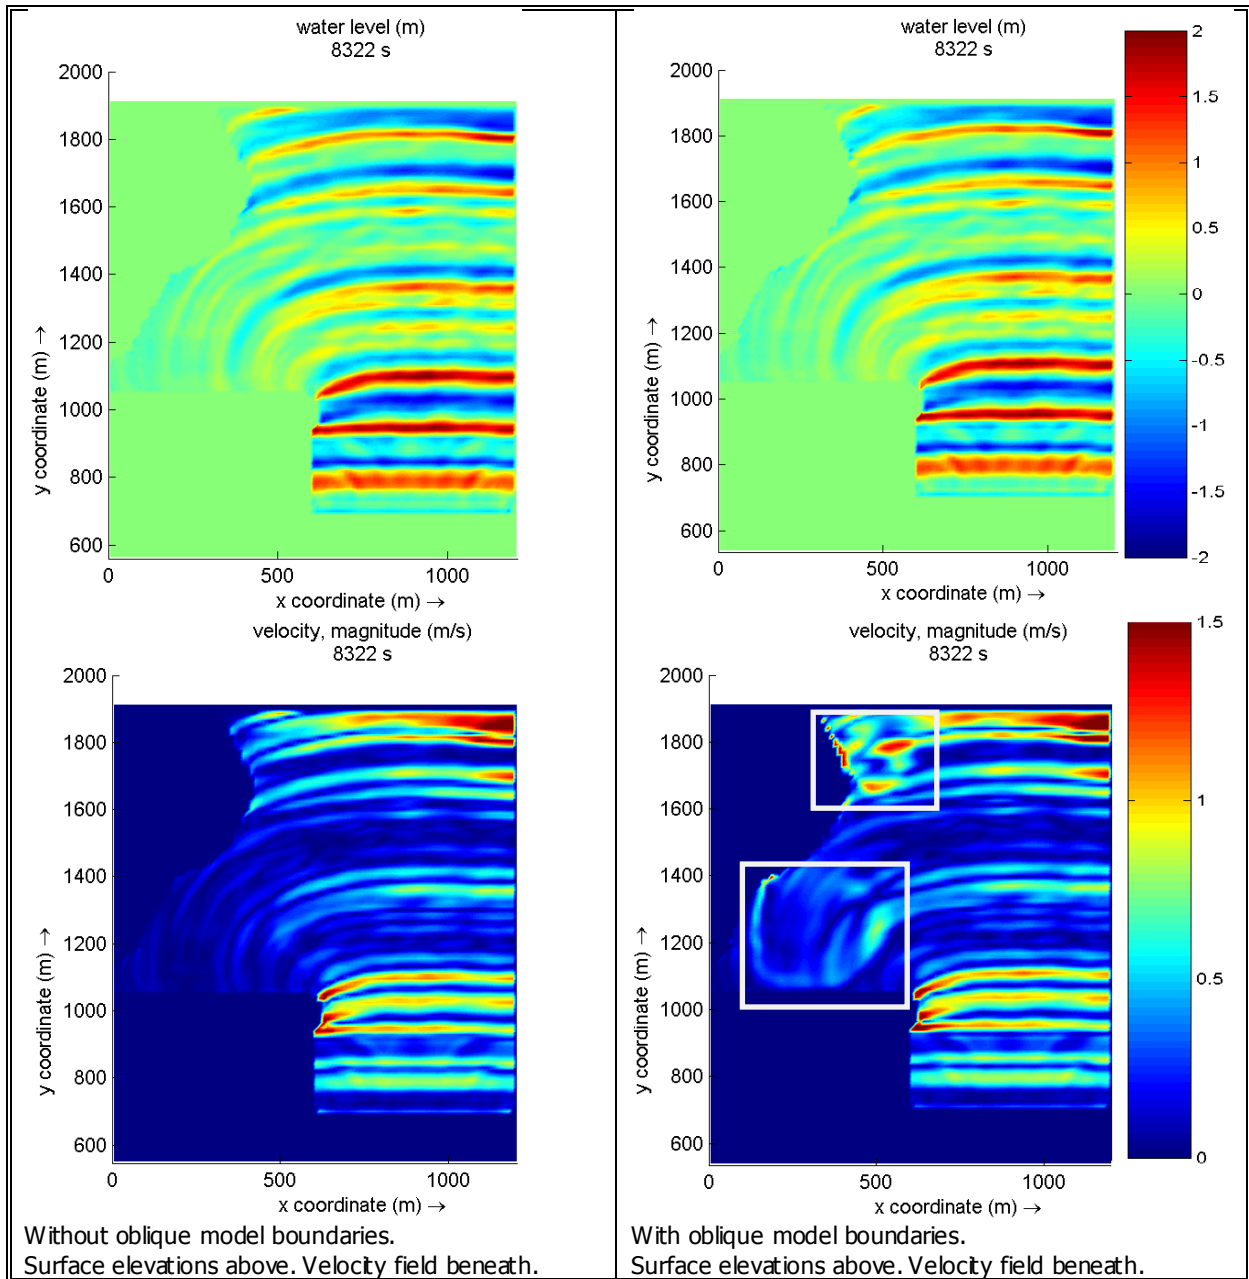 water level (m)
8322 s
2000
1800
1600
1400
1200
1000
800
600
y coordinate (m) →
0
500
1000
x coordinate (m) →
water level (m)
8322 s
2000
1800
1600
1400
1200
1000
800
600
y coordinate (m) →
0
500
1000
x coordinate (m) →
2
1.5
1
0.5
0
-0.5
-1
-1.5
-2
velocity, magnitude (m/s)
8322 s
2000
1800
1600
1400
1200
1000
800
600
y coordinate (m) →
0
500
1000
x coordinate (m) →
Without oblique model boundaries.
Surface elevations above. Velocity field beneath.
velocity, magnitude (m/s)
8322 s
2000
1800
1600
1400
1200
1000
800
600
y coordinate (m) →
0
500
1000
x coordinate (m) →
1.5
1
0.5
0
With oblique model boundaries.
Surface elevations above. Velocity field beneath.